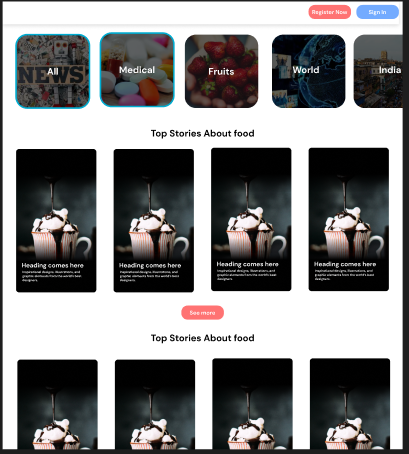 Register Now
Sign In
NEWS
All
Medical
Fruits
World
India
Top Stories About food
Heading comes here
Inspirational designs, illustrations, and
graphic elements from the world's best
designers.
Heading comes here
Inspirational designs, illustrations, and
graphic elements from the world's best
designers.
Heading comes here
Inspirational designs, illustrations, and
graphic elements from the world's best
designers.
Heading comes here
Inspirational designs, illustrations, and
graphic elements from the world's best
designers.
See more
Top Stories About food